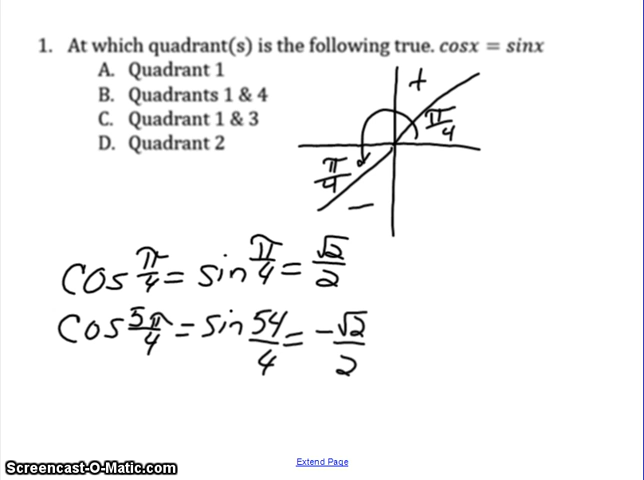 1. At which quadrant(s) is the following true. cosx = sinx
A. Quadrant 1
B. Quadrants 1 & 4
C. Quadrant 1 & 3
D. Quadrant 2
+
π/4
π/4
−
cos π/4 = sin π/4 = √2/2
cos 5π/4 = sin 54/4 = -√2/2
Extend Page
Screencast-O-Matic.com